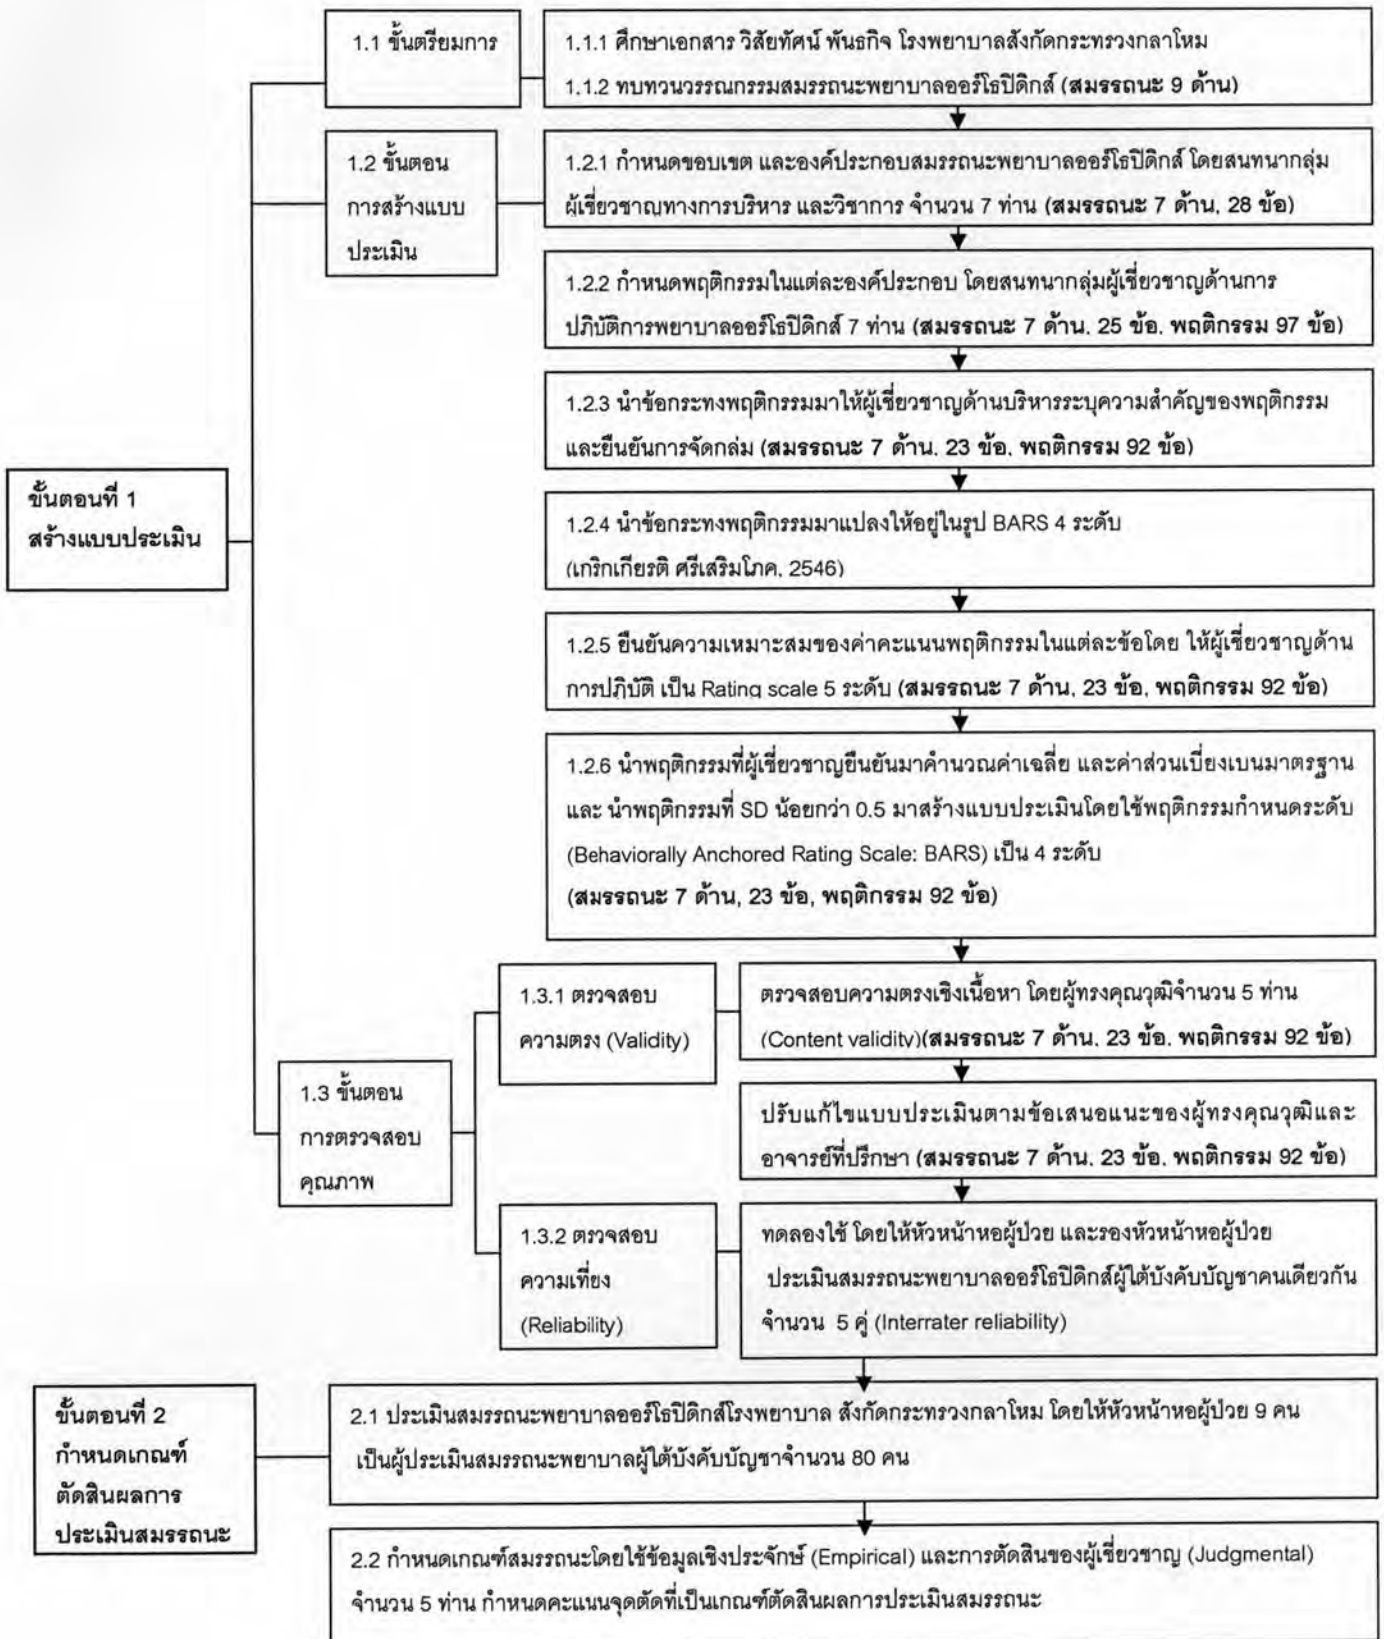 1.1 ขั้นตรียมการ
1.1.1 ศึกษาเอกสาร วิสัยทัศน์ พันธกิจ โรงพยาบาลสังกัดกระทรวงกลาโหม
1.1.2 ทบทวนวรรณกรรมสมรรถนะพยาบาลออร์โธปิดิกส์ (สมรรถนะ 9 ด้าน)
1.2 ขั้นตอน
การสร้างแบบ
ประเมิน
1.2.1 กำหนดขอบเขต และองค์ประกอบสมรรถนะพยาบาลออร์โธปิดิกส์ โดยสนทนากลุ่ม
ผู้เชี่ยวชาญทางการบริหาร และวิชาการ จำนวน 7 ท่าน (สมรรถนะ 7 ด้าน, 28 ข้อ)
1.2.2 กำหนดพฤติกรรมในแต่ละองค์ประกอบ โดยสนทนากลุ่มผู้เชี่ยวชาญด้านการ
ปฏิบัติการพยาบาลออร์โธปิดิกส์ 7 ท่าน (สมรรถนะ 7 ด้าน. 25 ข้อ. พฤติกรรม 97 ข้อ)
1.2.3 นำข้อกระทงพฤติกรรมมาให้ผู้เชี่ยวชาญด้านบริหารระบุความสำคัญของพฤติกรรม
และยืนยันการจัดกลุ่ม (สมรรถนะ 7 ด้าน. 23 ข้อ. พฤติกรรม 92 ข้อ)
ขั้นตอนที่ 1
สร้างแบบประเมิน
1.2.4 นำข้อกระทงพฤติกรรมมาแปลงให้อยู่ในรูป BARS 4 ระดับ
(เกริกเกียรติ ศรีเสริมโภค, 2546)
1.2.5 ยืนยันความเหมาะสมของค่าคะแนนพฤติกรรมในแต่ละข้อโดย ให้ผู้เชี่ยวชาญด้าน
การปฏิบัติ เป็น Rating scale 5 ระดับ (สมรรถนะ 7 ด้าน, 23 ข้อ, พฤติกรรม 92 ข้อ)
1.2.6 นำพฤติกรรมที่ผู้เชี่ยวชาญยืนยันมาคำนวณค่าเฉลี่ย และค่าส่วนเบี่ยงเบนมาตรฐาน
และ นำพฤติกรรมที่ SD น้อยกว่า 0.5 มาสร้างแบบประเมินโดยใช้พฤติกรรมกำหนดระดับ
(Behaviorally Anchored Rating Scale: BARS) เป็น 4 ระดับ
(สมรรถนะ 7 ด้าน, 23 ข้อ, พฤติกรรม 92 ข้อ)
1.3.1 ตรวจสอบ
ความตรง (Validity)
ตรวจสอบความตรงเชิงเนื้อหา โดยผู้ทรงคุณวุฒิจำนวน 5 ท่าน
(Content validity)(สมรรถนะ 7 ด้าน. 23 ข้อ. พฤติกรรม 92 ข้อ)
1.3 ขั้นตอน
การตรวจสอบ
คุณภาพ
ปรับแก้ไขแบบประเมินตามข้อเสนอแนะของผู้ทรงคุณวุฒิและ
อาจารย์ที่ปรึกษา (สมรรถนะ 7 ด้าน. 23 ข้อ. พฤติกรรม 92 ข้อ)
1.3.2 ตรวจสอบ
ความเที่ยง
(Reliability)
ทดลองใช้ โดยให้หัวหน้าหอผู้ป่วย และรองหัวหน้าหอผู้ป่วย
ประเมินสมรรถนะพยาบาลออร์โธปิดิกส์ผู้ใต้บังคับบัญชาคนเดียวกัน
จำนวน 5 คู่ (Interrater reliability)
ขั้นตอนที่ 2
กำหนดเกณฑ์
ตัดสินผลการ
ประเมินสมรรถนะ
2.1 ประเมินสมรรถนะพยาบาลออร์โธปิดิกส์โรงพยาบาล สังกัดกระทรวงกลาโหม โดยให้หัวหน้าหอผู้ป่วย 9 คน
เป็นผู้ประเมินสมรรถนะพยาบาลผู้ใต้บังคับบัญชาจำนวน 80 คน
2.2 กำหนดเกณฑ์สมรรถนะโดยใช้ข้อมูลเชิงประจักษ์ (Empirical) และการตัดสินของผู้เชี่ยวชาญ (Judgmental)
จำนวน 5 ท่าน กำหนดคะแนนจุดตัดที่เป็นเกณฑ์ตัดสินผลการประเมินสมรรถนะ